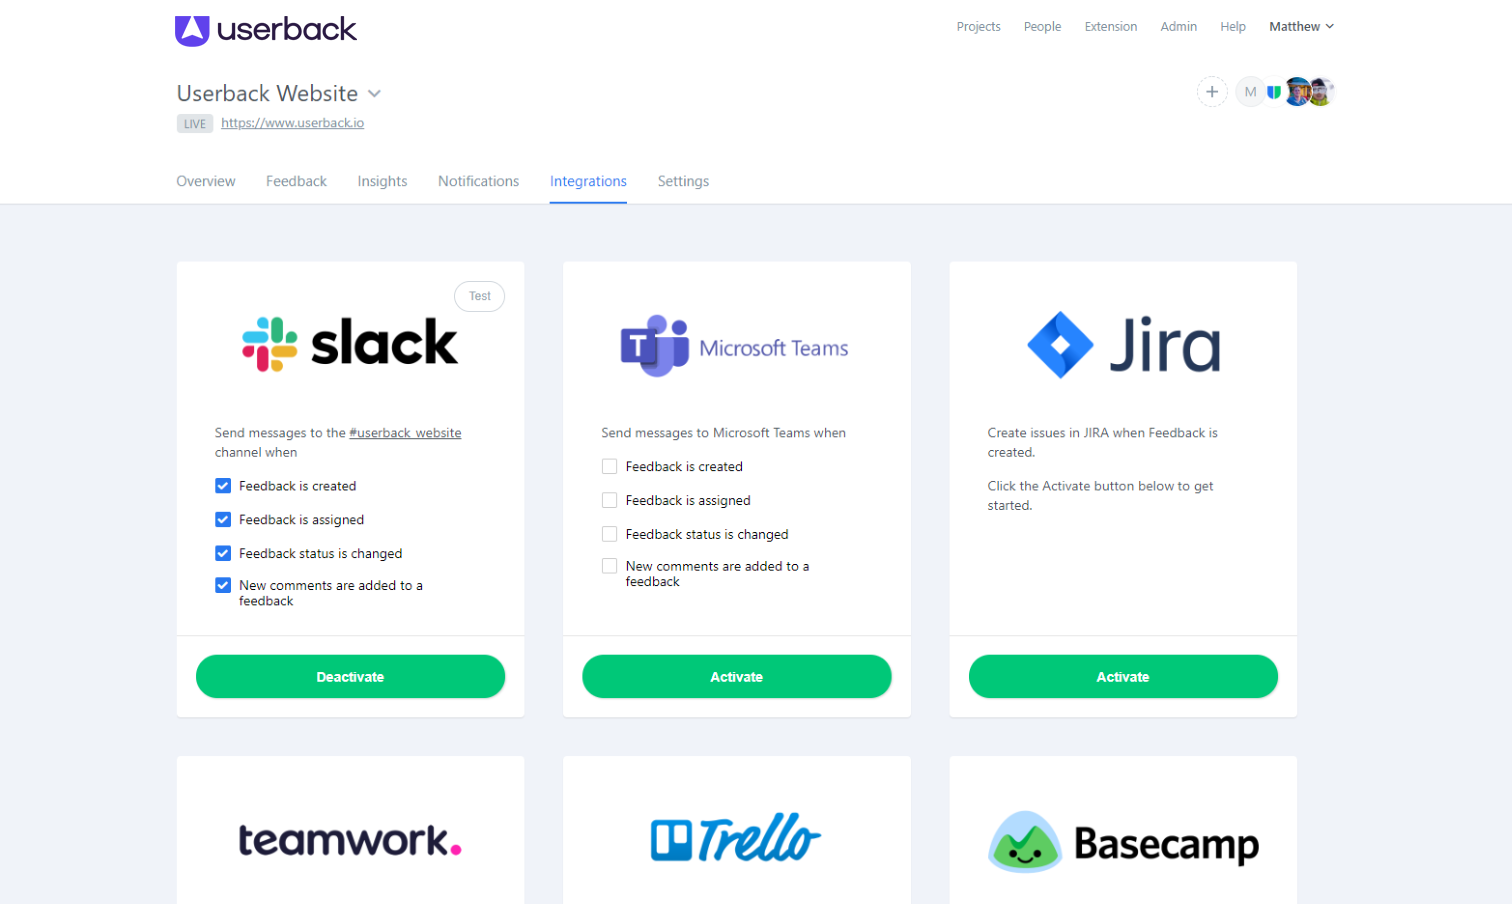 userback
Projects People Extension Admin Help Matthew
Userback Website
M
LIVE https://www.userback.io
Overview Feedback Insights Notifications Integrations Settings
Test
slack
Send messages to the #userback_website
channel when
Feedback is created
Feedback is assigned
Feedback status is changed
New comments are added to a
feedback
Deactivate
T Microsoft Teams
Send messages to Microsoft Teams when
Feedback is created
Feedback is assigned
Feedback status is changed
New comments are added to a
feedback
Activate
Jira
Create issues in JIRA when Feedback is
created.
Click the Activate button below to get
started.
Activate
teamwork.
Trello
Basecamp